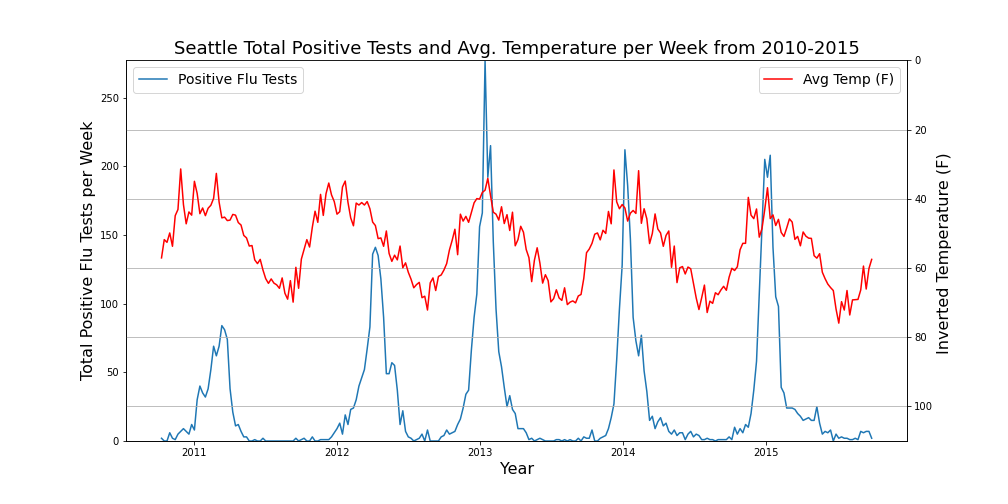 Seattle Total Positive Tests and Avg. Temperature per Week from 2010-2015
Positive Flu Tests
Avg Temp (F)
Total Positive Flu Tests per Week
250
200
150
100
50
0
0
20
40
60
80
100
Inverted Temperature (F)
2011 2012 2013 2014 2015
Year